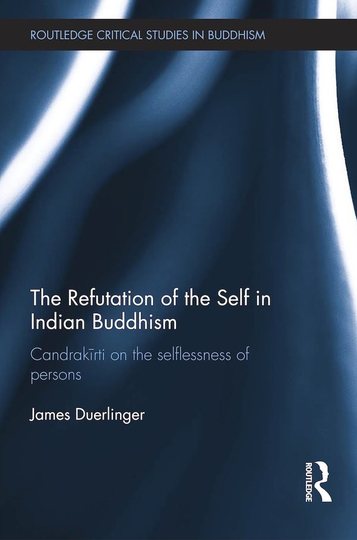 ROUTLEDGE CRITICAL STUDIES IN BUDDHISM
The Refutation of the Self in
Indian Buddhism
Candrakīrti on the selflessness of
persons
James Duerlinger
ROUTLEDGE